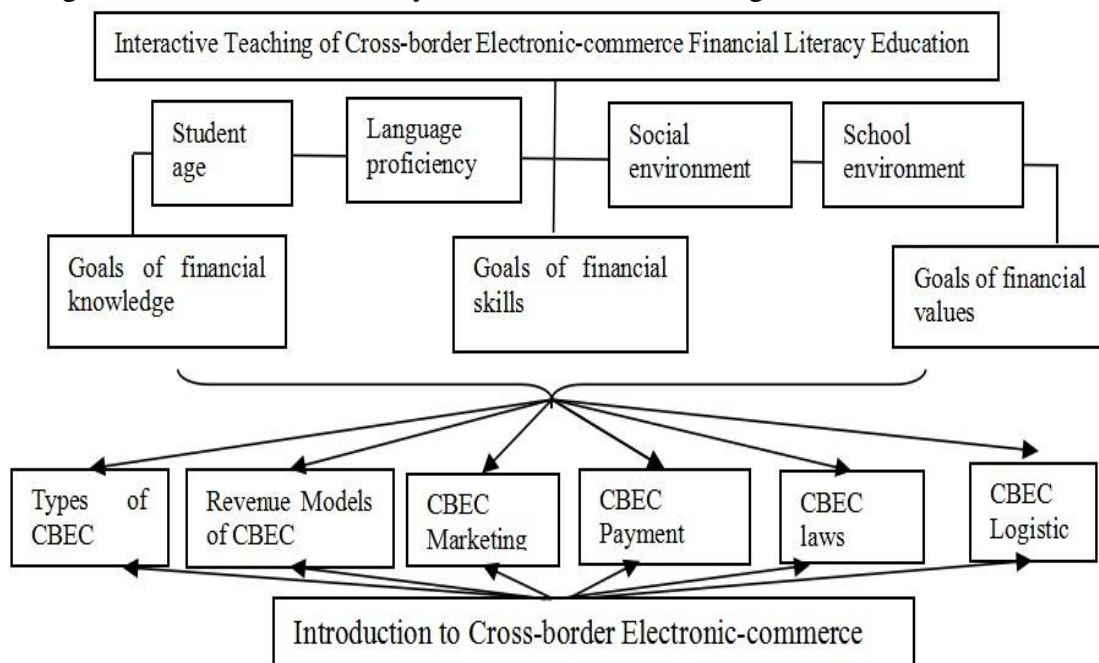 Interactive Teaching of Cross-border Electronic-commerce Financial Literacy Education
Student
age
Language
proficiency
Social
environment
School
environment
Goals of financial
knowledge
Goals of financial
skills
Goals of financial
values
Types of
CBEC
Revenue Models
of CBEC
CBEC
Marketing
CBEC
Payment
CBEC
laws
CBEC
Logistic
Introduction to Cross-border Electronic-commerce